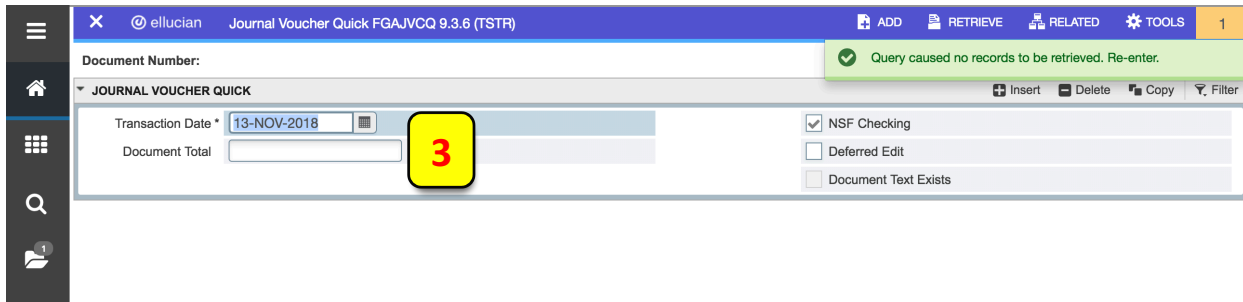 ellucian Journal Voucher Quick FGAJVCQ 9.3.6 (TSTR) ADD RETRIEVE RELATED TOOLS 1
Document Number: Query caused no records to be retrieved. Re-enter.
JOURNAL VOUCHER QUICK Insert Delete Copy Filter
Transaction Date * 13-NOV-2018 NSF Checking
Document Total Deferred Edit
3
Document Text Exists
1